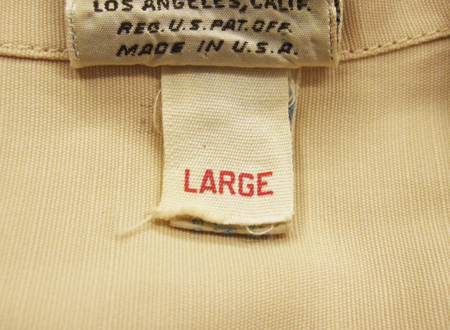 LOS ANGELES, CALIF.
REG. U.S. PAT. OFF.
MADE IN U.S.A.
LARGE